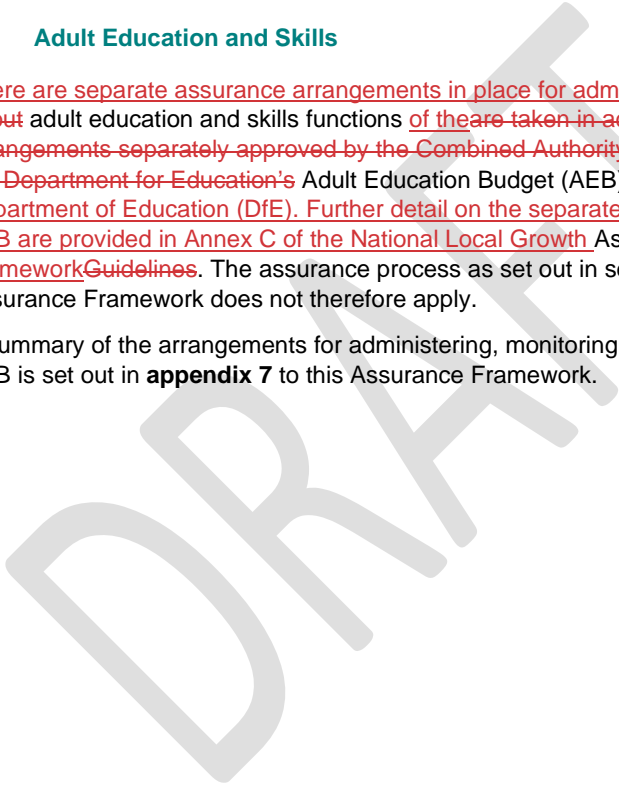 Adult Education and Skills
ere are separate assurance arrangements in place for adm
out adult education and skills functions of theare taken in ac
angements separately approved by the Combined Authority
Department for Education's Adult Education Budget (AEB)
partment of Education (DfE). Further detail on the separate
B are provided in Annex C of the National Local Growth As
meworkGuidelines. The assurance process as set out in se
surance Framework does not therefore apply.
ummary of the arrangements for administering, monitoring
B is set out in appendix 7 to this Assurance Framework.
DRAFT